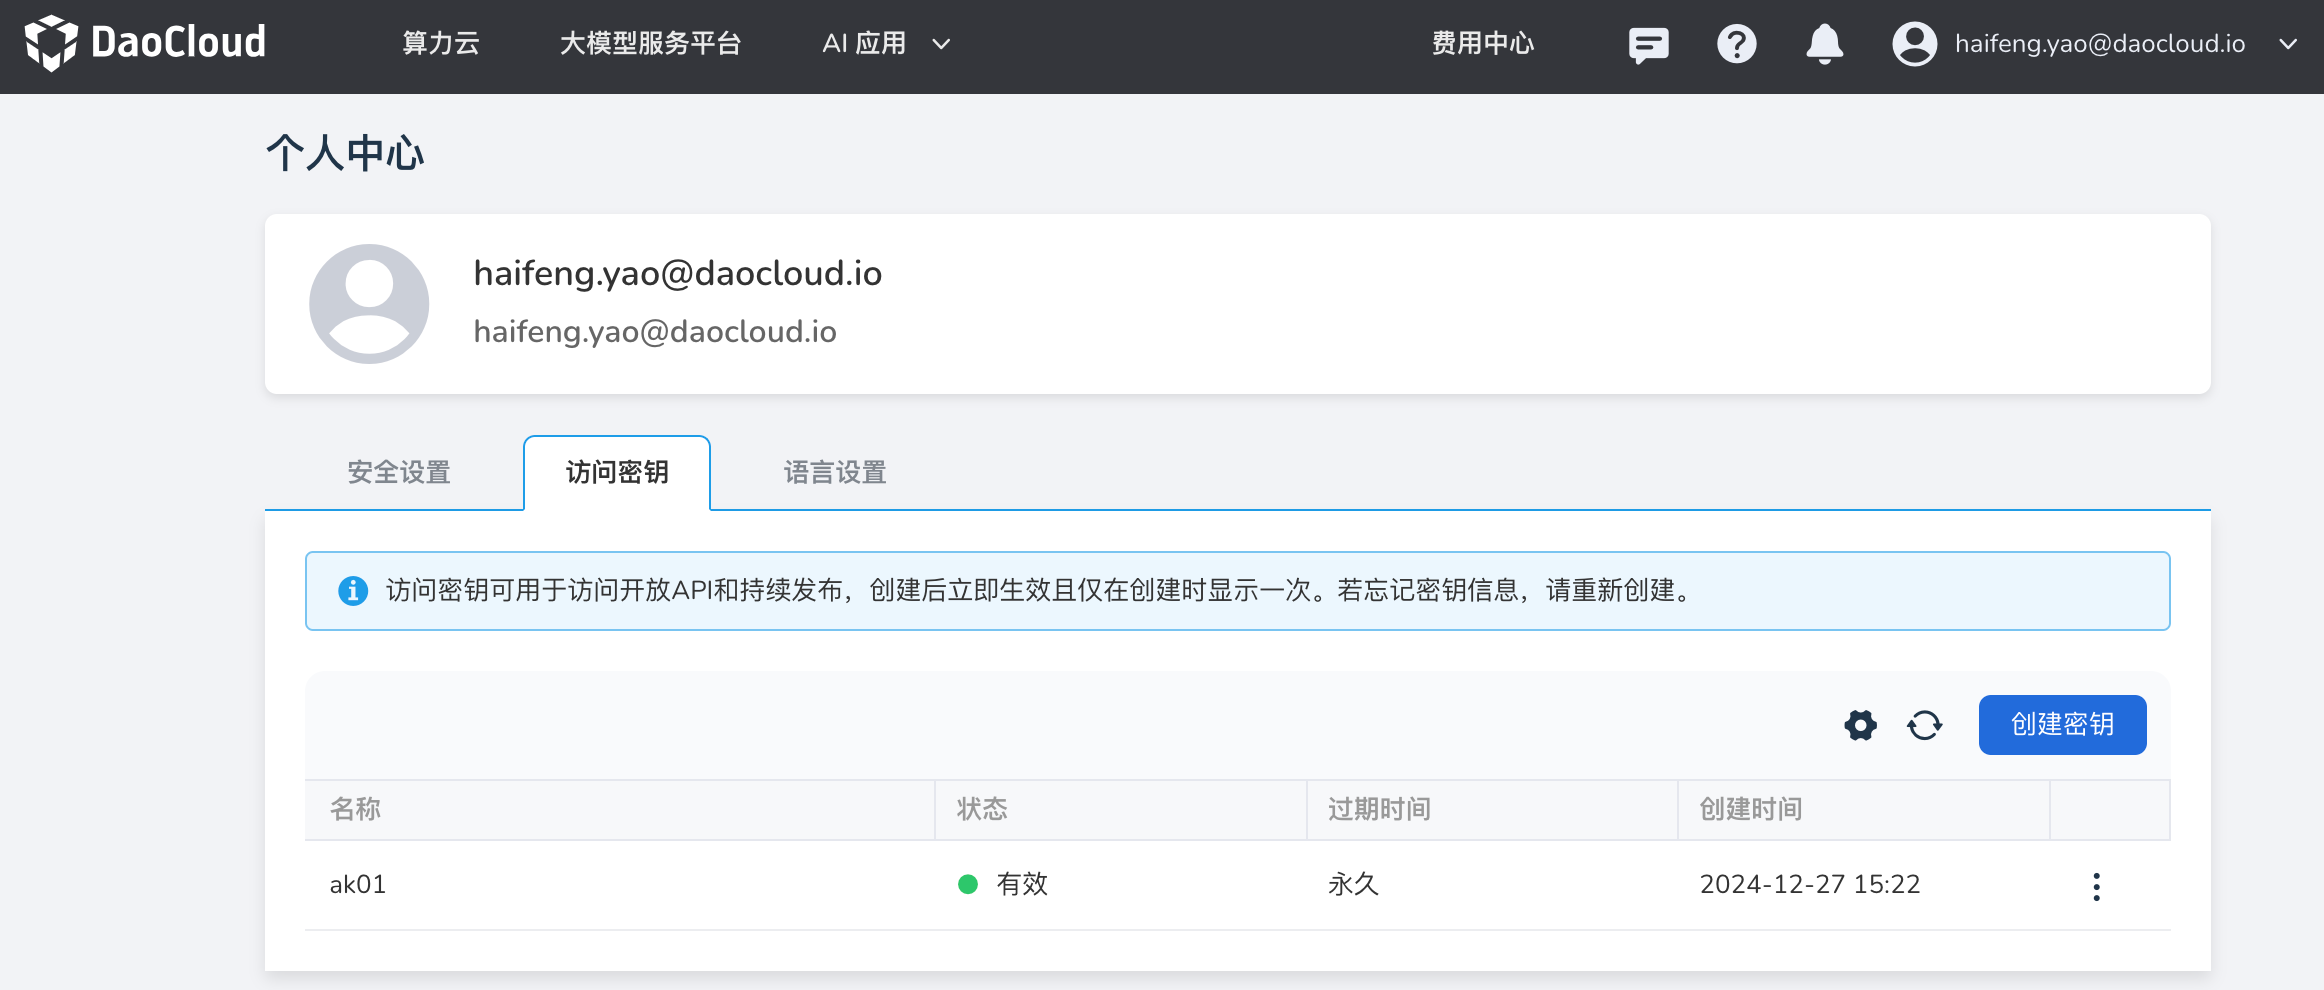 DaoCloud 算力云 大模型服务平台 AI 应用 费用中心 haifeng.yao@daocloud.io
个人中心
haifeng.yao@daocloud.io
haifeng.yao@daocloud.io
安全设置 访问密钥 语言设置
访问密钥可用于访问开放API和持续发布，创建后立即生效且仅在创建时显示一次。若忘记密钥信息，请重新创建。
创建密钥
名称 状态 过期时间 创建时间
ak01 有效 永久 2024-12-27 15:22